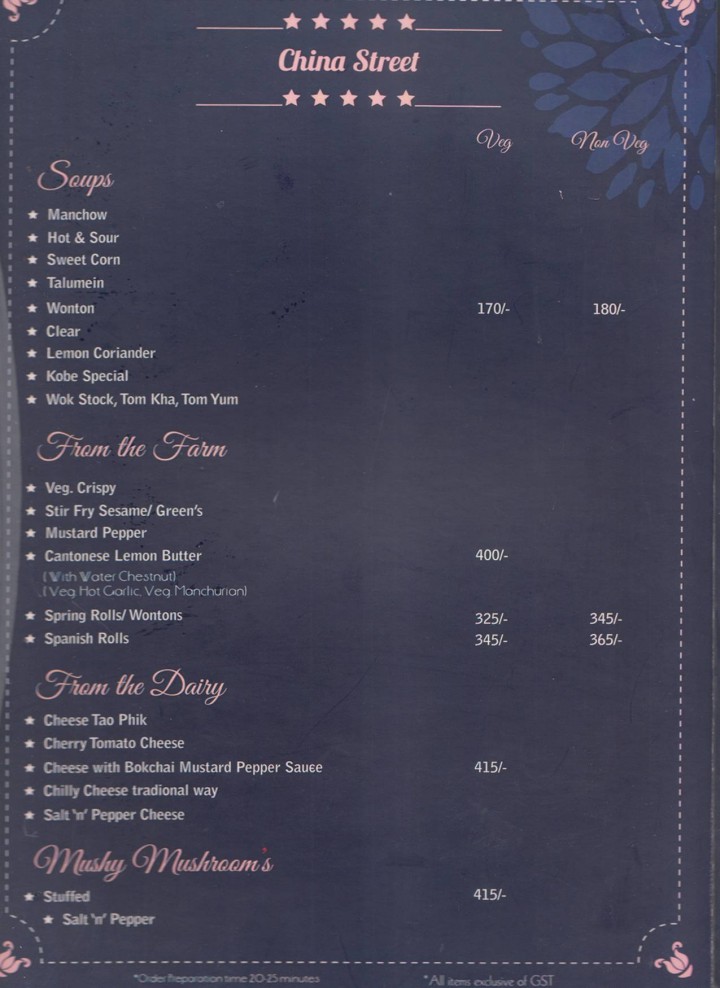 China Street
Veg Non Veg
Soups
Manchow
Hot & Sour
Sweet Corn
Talumein
Wonton 170/- 180/-
Clear
Lemon Coriander
Kobe Special
Wok Stock, Tom Kha, Tom Yum
From the Farm
Veg. Crispy
Stir Fry Sesame/ Green's
Mustard Pepper
Cantonese Lemon Butter 400/-
(With Water Chestnut)
(Veg Hot Garlic, Veg Manchurian)
Spring Rolls/ Wontons 325/- 345/-
Spanish Rolls 345/- 365/-
From the Dairy
Cheese Tao Phik
Cherry Tomato Cheese
Cheese with Bokchai Mustard Pepper Sauce 415/-
Chilly Cheese tradional way
Salt 'n' Pepper Cheese
Mushy Mushroom's
Stuffed 415/-
Salt 'n' Pepper
*Order Preparation time 20-25 minutes *All items exclusive of GST